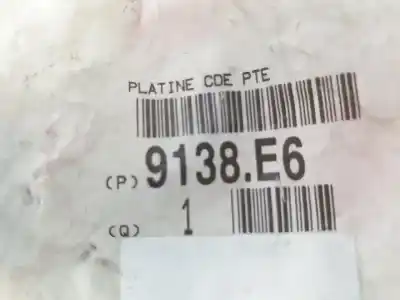 PLATINE CDE PTE
(P) 9138.E6
(Q) 1